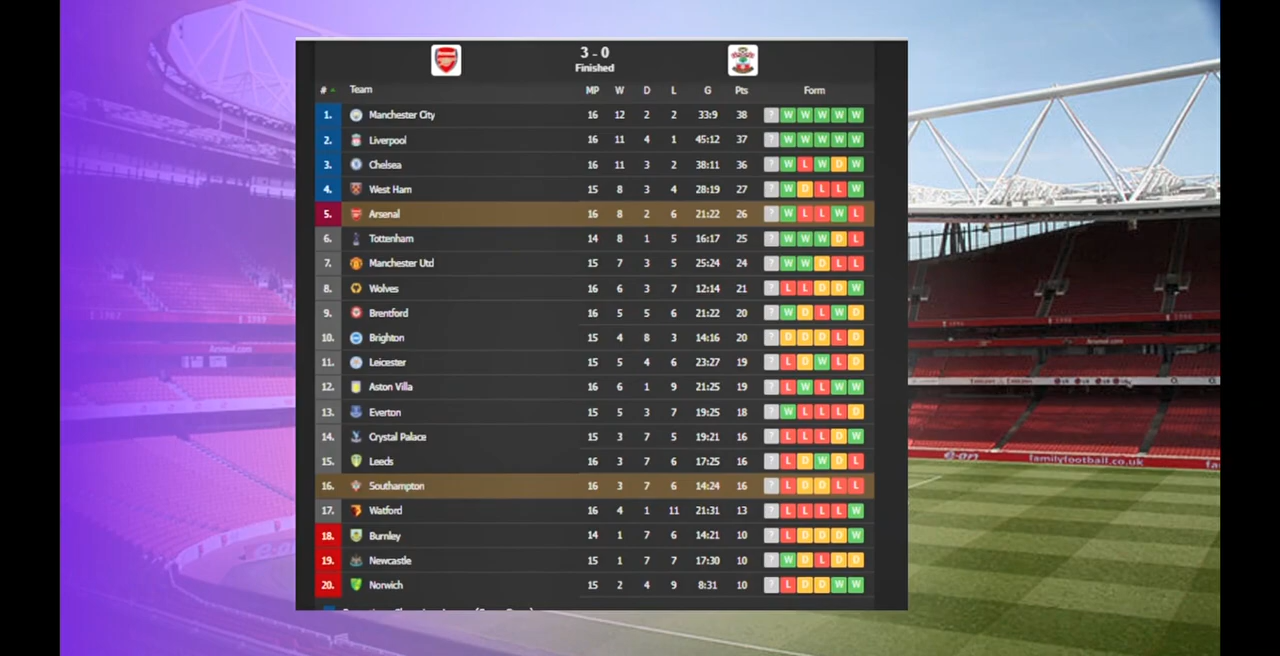 3 - 0
Finished
# Team MP W D L G Pts Form
1. Manchester City 16 12 2 2 33:9 38 ? W W W W W
2. Liverpool 16 11 4 1 45:12 37 ? W W W W W
3. Chelsea 16 11 3 2 38:11 36 ? W L W D W
4. West Ham 15 8 3 4 28:19 27 ? W D L L W
5. Arsenal 16 8 2 6 21:22 26 ? W L L W L
6. Tottenham 14 8 1 5 16:17 25 ? W W W D L
7. Manchester Utd 15 7 3 5 25:24 24 ? W W D L L
8. Wolves 16 6 3 7 12:14 21 ? L L D D W
9. Brentford 16 5 5 6 21:22 20 ? W D L W D
10. Brighton 15 4 8 3 14:16 20 ? D D D L D
11. Leicester 15 5 4 6 23:27 19 ? L D W L D
12. Aston Villa 16 6 1 9 21:25 19 ? L W L W W
13. Everton 15 5 3 7 19:25 18 ? W L L L D
14. Crystal Palace 15 3 7 5 19:21 16 ? L L L D W
15. Leeds 16 3 7 6 17:25 16 ? L D W D L
16. Southampton 16 3 7 6 14:24 16 ? L D D L L
17. Watford 16 4 1 11 21:31 13 ? L L L L W
18. Burnley 14 1 7 6 14:21 10 ? L D D D W
19. Newcastle 15 1 7 7 17:30 10 ? W D L D D
20. Norwich 15 2 4 9 8:31 10 ? L D D W W
Arsenal.com
e·on
familyfootball.co.uk